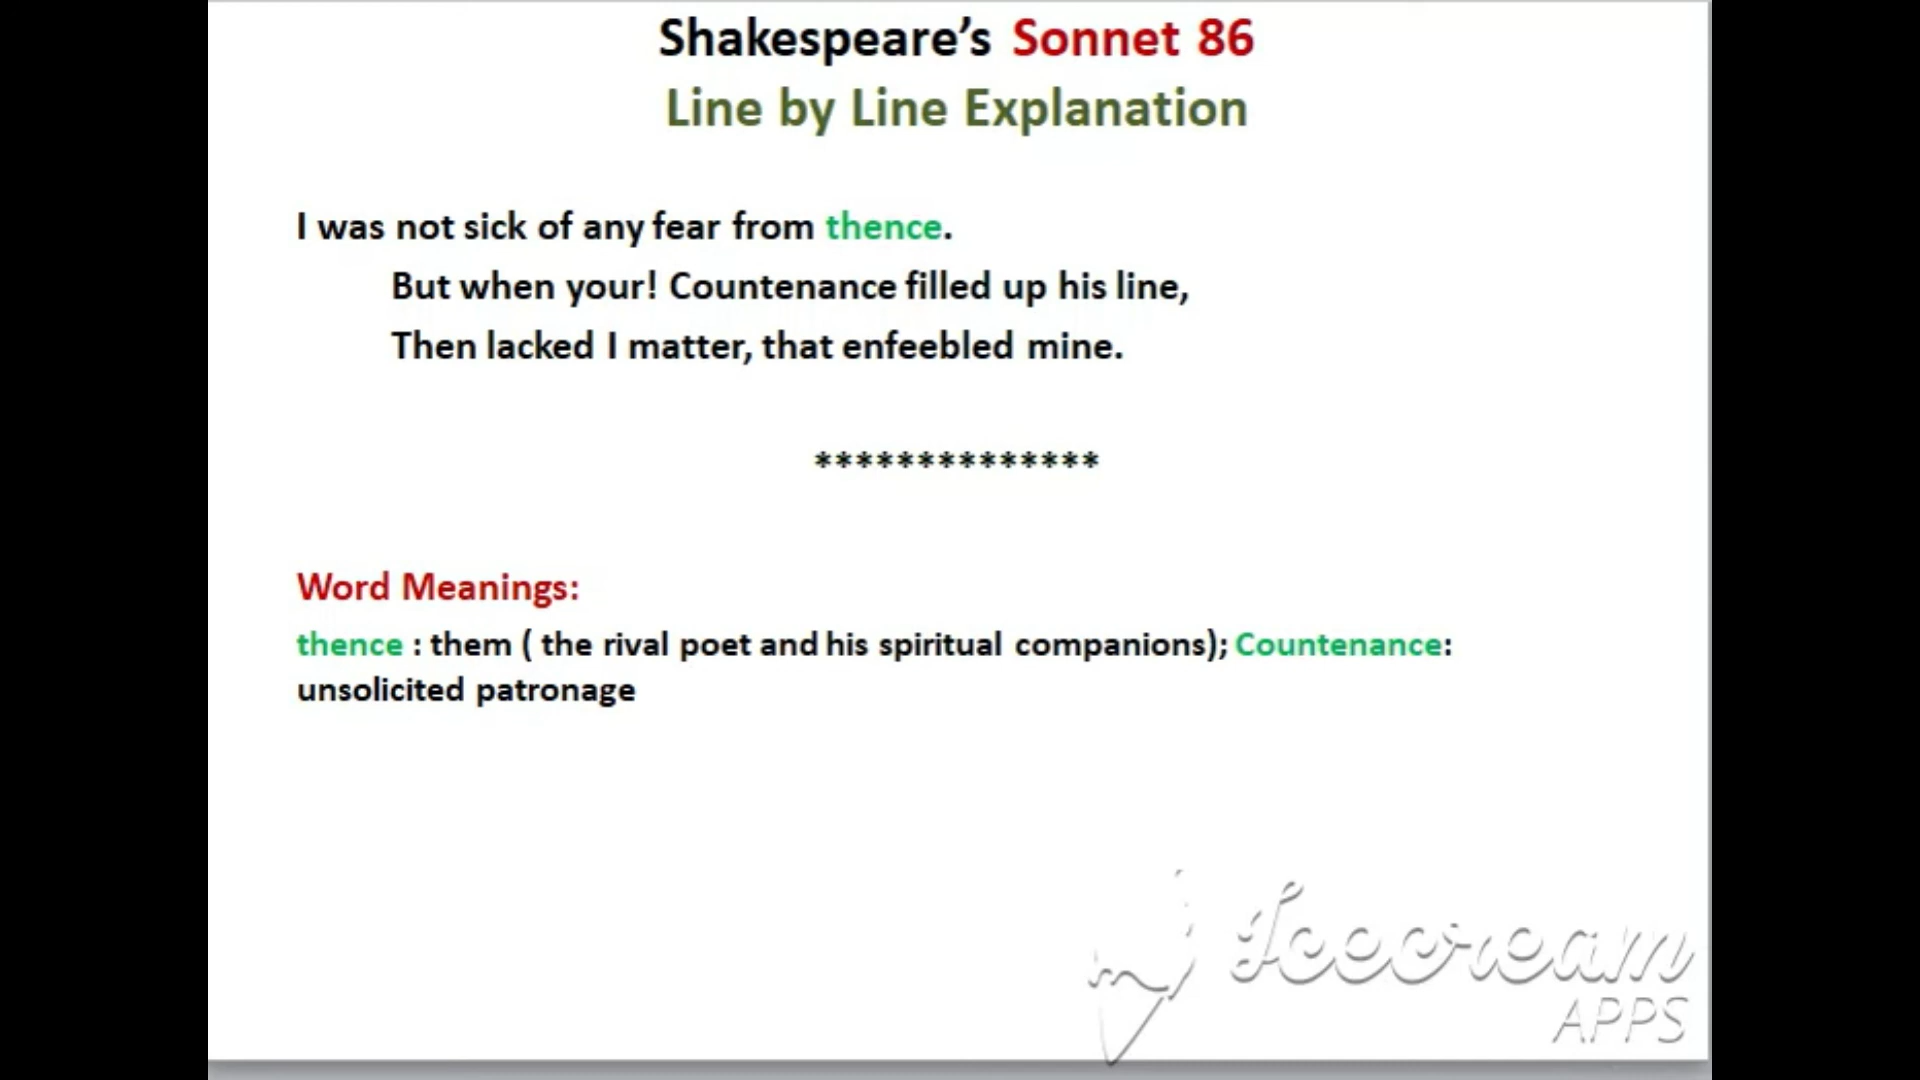 Shakespeare’s Sonnet 86
Line by Line Explanation
I was not sick of any fear from thence.
But when your! Countenance filled up his line,
Then lacked I matter, that enfeebled mine.
**************
Word Meanings:
thence : them ( the rival poet and his spiritual companions); Countenance:
unsolicited patronage
Icecream
APPS